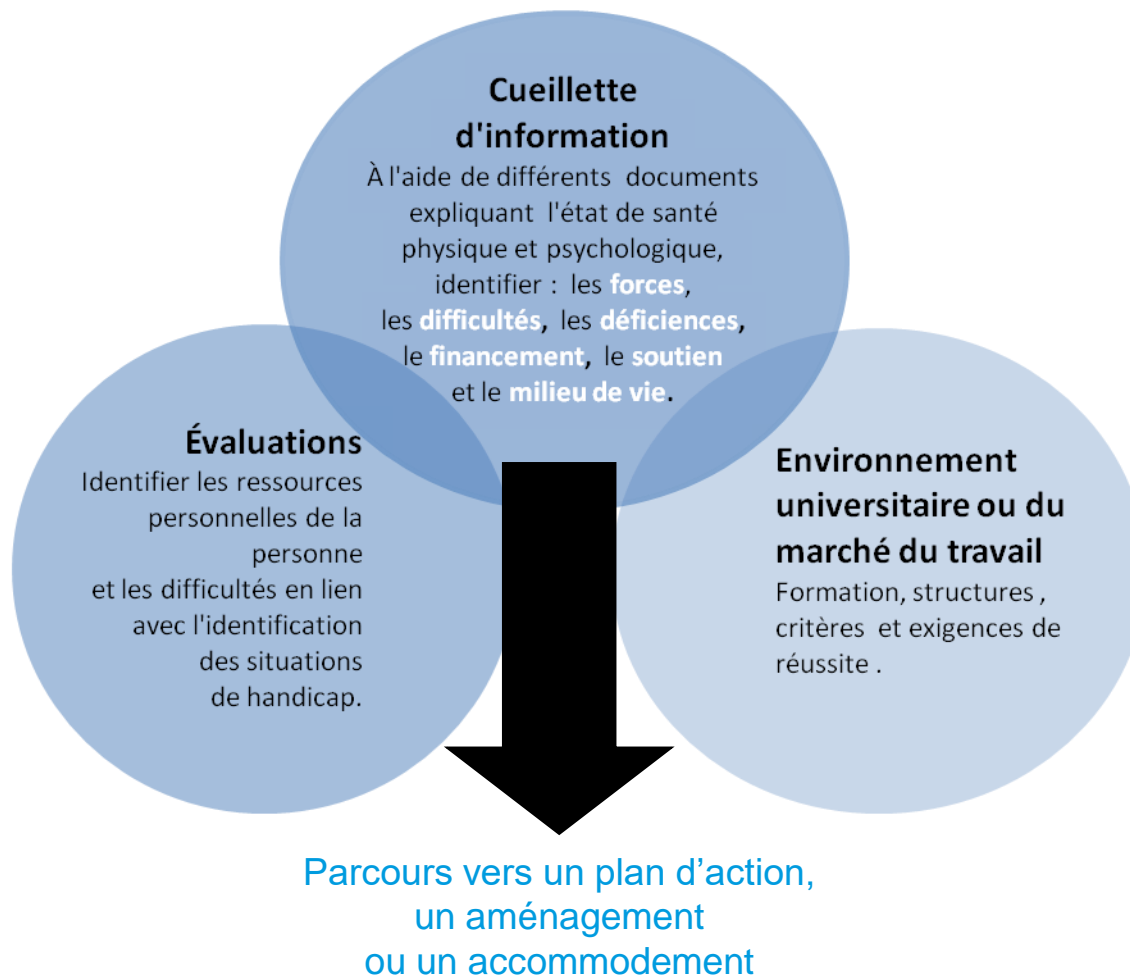 Cueillette
d'information
À l'aide de différents documents
expliquant l'état de santé
physique et psychologique,
identifier : les forces,
les difficultés, les déficiences,
le financement, le soutien
et le milieu de vie.
Évaluations
Identifier les ressources
personnelles de la
personne
et les difficultés en lien
avec l'identification
des situations
de handicap.
Environnement
universitaire ou du
marché du travail
Formation, structures ,
critères et exigences de
réussite .
Parcours vers un plan d’action,
un aménagement
ou un accommodement